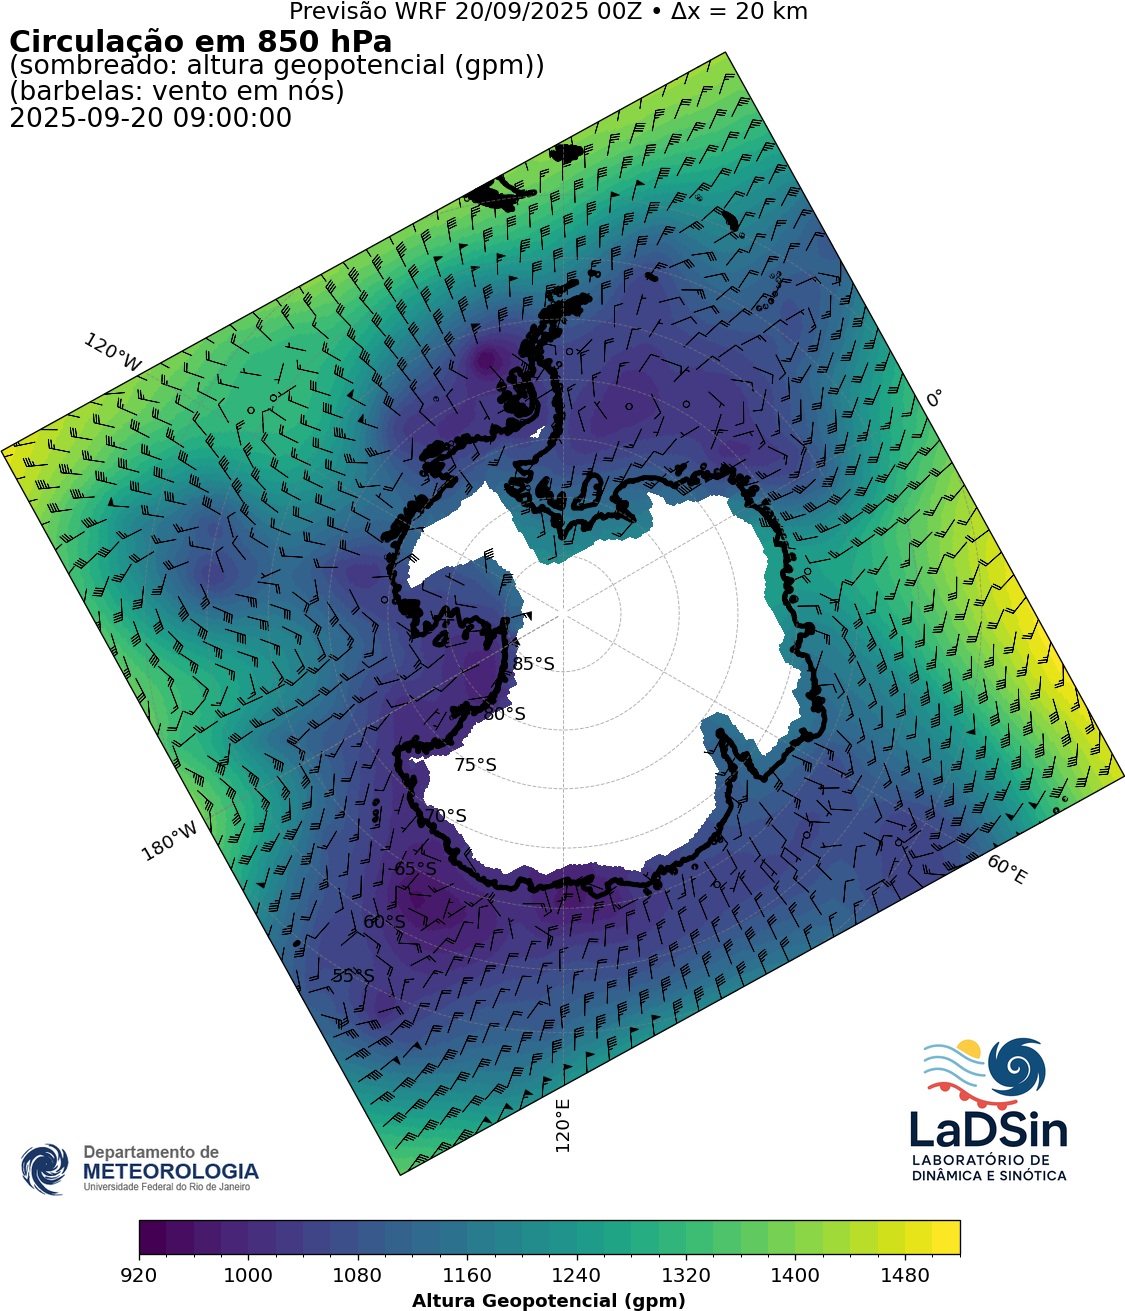 Previsão WRF 20/09/2025 00Z • Δx = 20 km
Circulação em 850 hPa
(sombreado: altura geopotencial (gpm))
(barbelas: vento em nós)
2025-09-20 09:00:00
120°W
0°
85°S
80°S
75°S
70°S
65°S
60°S
55°S
180°W
60°E
120°E
Departamento de
METEOROLOGIA
Universidade Federal do Rio de Janeiro
LaDSin
LABORATÓRIO DE
DINÂMICA E SINÓTICA
920 1000 1080 1160 1240 1320 1400 1480
Altura Geopotencial (gpm)